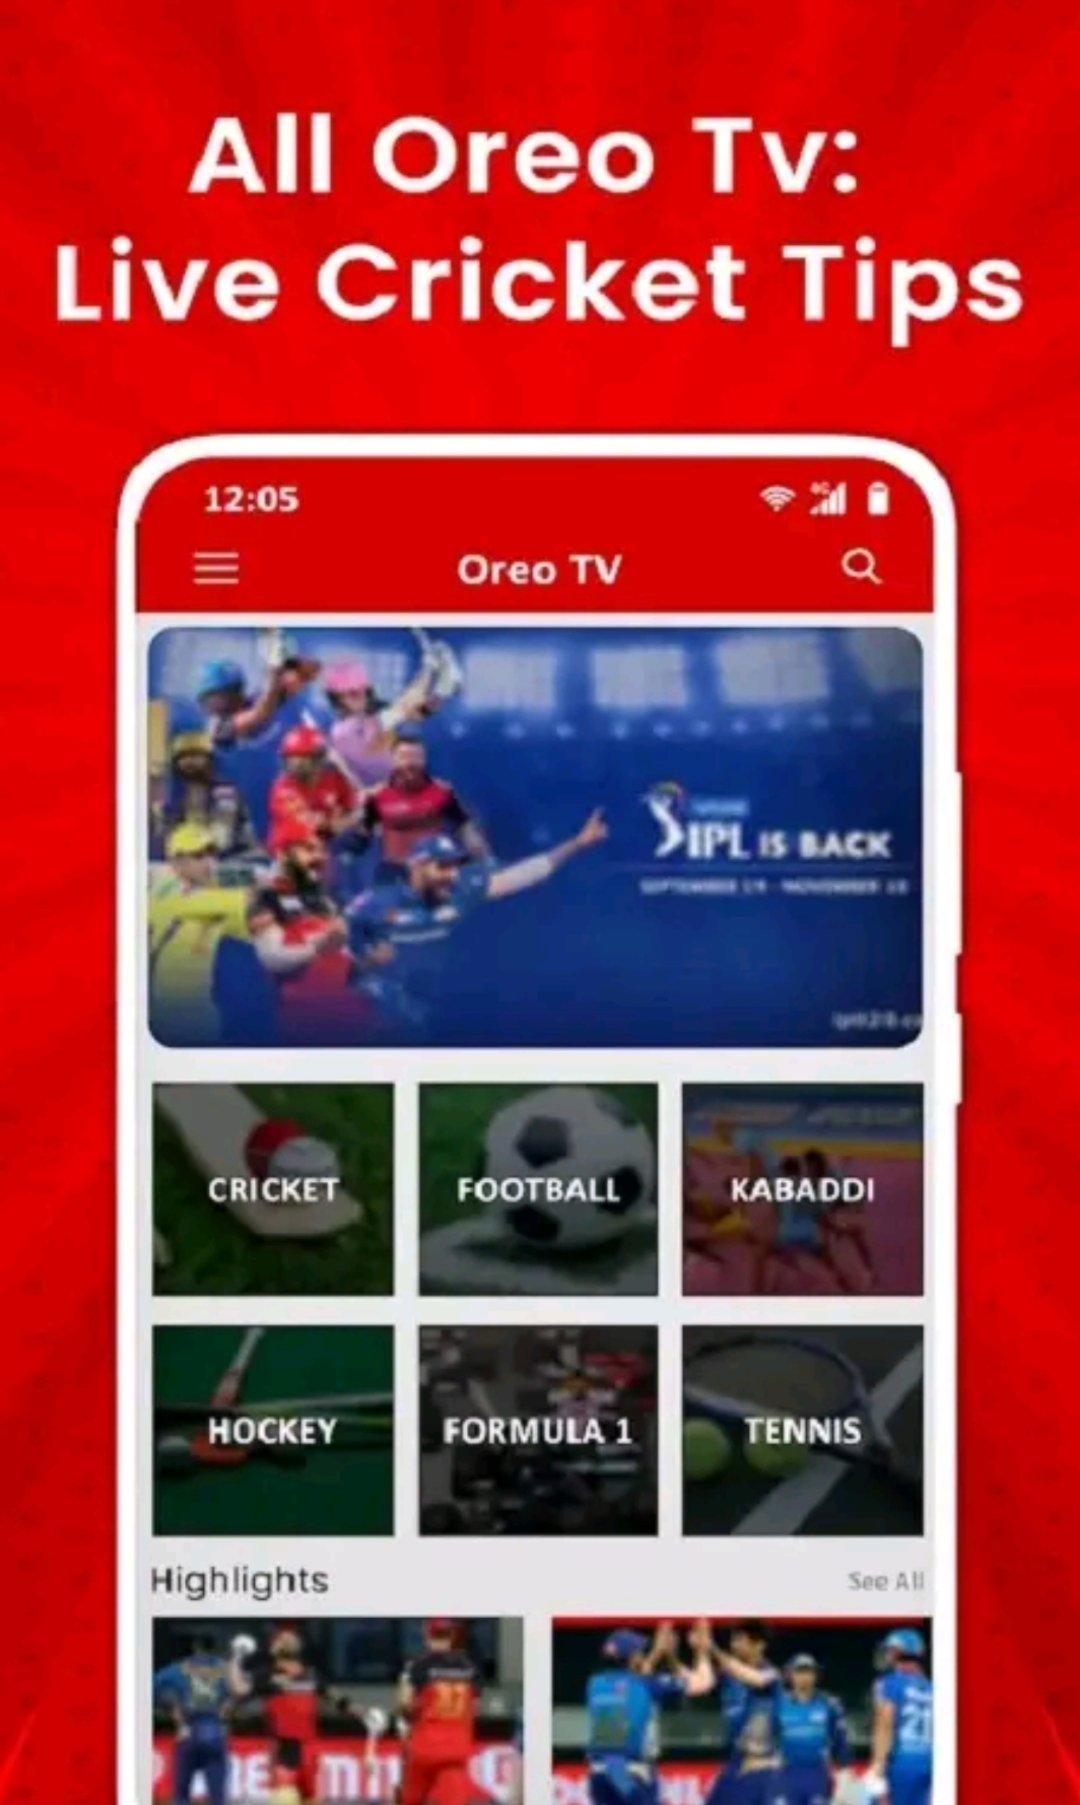 All Oreo Tv:
Live Cricket Tips
12:05
Oreo TV
IPL IS BACK
CRICKET
FOOTBALL
KABADDI
HOCKEY
FORMULA 1
TENNIS
Highlights
See All